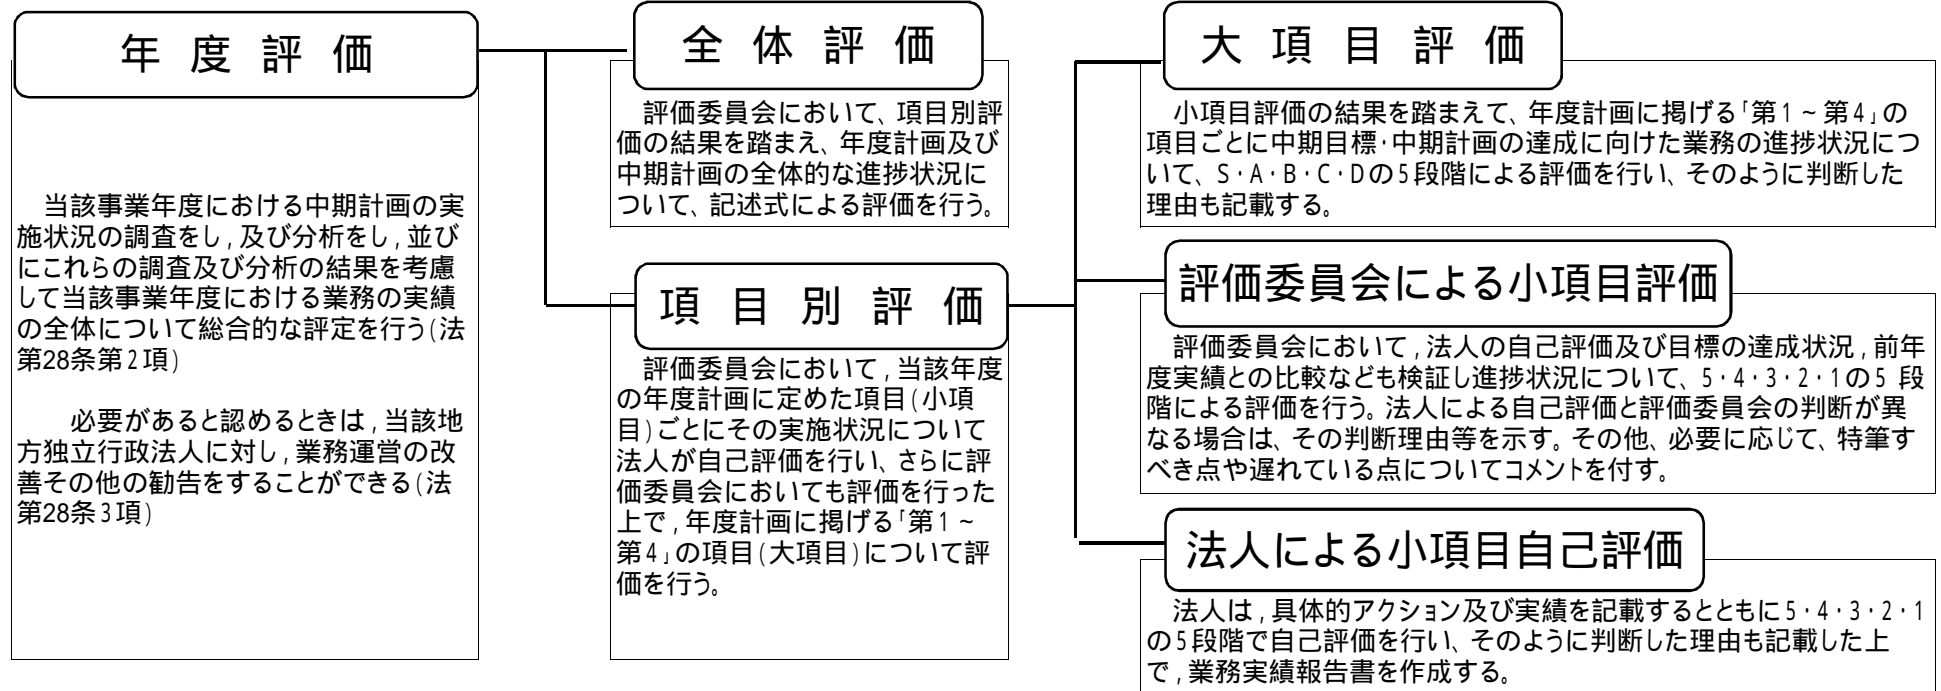 年度評価
当該事業年度における中期計画の実
施状況の調査をし,及び分析をし,並び
にこれらの調査及び分析の結果を考慮
して当該事業年度における業務の実績
の全体について総合的な評定を行う(法
第28条第2項)
必要があると認めるときは,当該地
方独立行政法人に対し,業務運営の改
善その他の勧告をすることができる(法
第28条3項)
全体評価
評価委員会において、項目別評
価の結果を踏まえ、年度計画及び
中期計画の全体的な進捗状況に
ついて、記述式による評価を行う。
項目別評価
評価委員会において,当該年度
の年度計画に定めた項目(小項
目)ごとにその実施状況について
法人が自己評価を行い、さらに評
価委員会においても評価を行った
上で,年度計画に掲げる「第1~
第4」の項目(大項目)について評
価を行う。
大項目評価
小項目評価の結果を踏まえて、年度計画に掲げる「第1~第4」の
項目ごとに中期目標・中期計画の達成に向けた業務の進捗状況につ
いて、S・A・B・C・Dの5段階による評価を行い、そのように判断した
理由も記載する。
評価委員会による小項目評価
評価委員会において,法人の自己評価及び目標の達成状況,前年
度実績との比較なども検証し進捗状況について、5・4・3・2・1の5段
階による評価を行う。法人による自己評価と評価委員会の判断が異
なる場合は、その判断理由等を示す。その他、必要に応じて、特筆す
べき点や遅れている点についてコメントを付す。
法人による小項目自己評価
法人は,具体的アクション及び実績を記載するとともに5・4・3・2・1
の5段階で自己評価を行い、そのように判断した理由も記載した上
で,業務実績報告書を作成する。